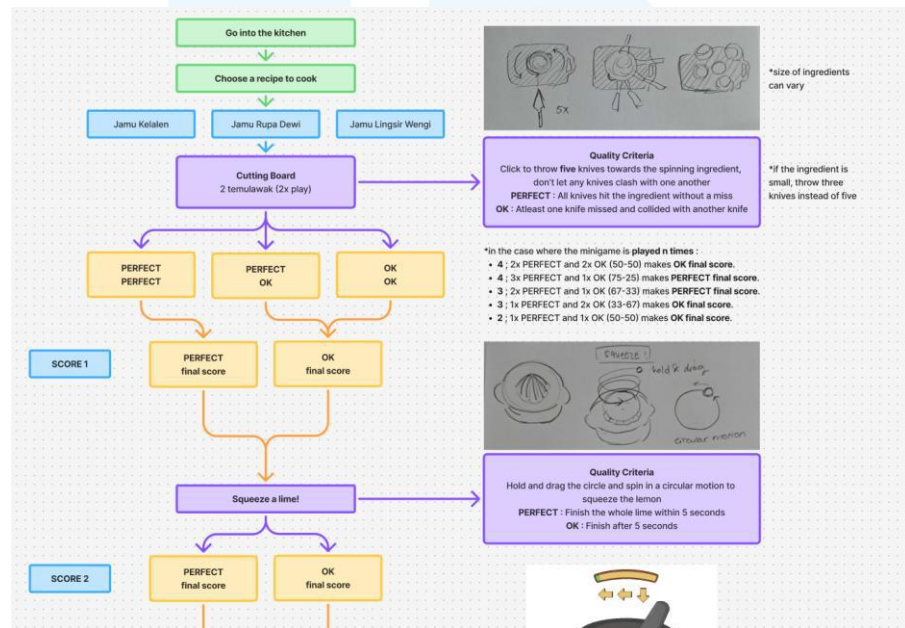 Go into the kitchen
Choose a recipe to cook
Jamu Kelalen
Jamu Rupa Dewi
Jamu Lingsir Wengi
Cutting Board
2 temulawak (2x play)
5x
*size of ingredients
can vary
Quality Criteria
Click to throw five knives towards the spinning ingredient,
don't let any knives clash with one another
PERFECT : All knives hit the ingredient without a miss
OK : Atleast one knife missed and collided with another knife
*if the ingredient is
small, throw three
knives instead of five
PERFECT
PERFECT
PERFECT
OK
OK
OK
*in the case where the minigame is played n times :
• 4 ; 2x PERFECT and 2x OK (50-50) makes OK final score.
• 4 ; 3x PERFECT and 1x OK (75-25) makes PERFECT final score.
• 3 ; 2x PERFECT and 1x OK (67-33) makes PERFECT final score.
• 3 ; 1x PERFECT and 2x OK (33-67) makes OK final score.
• 2 ; 1x PERFECT and 1x OK (50-50) makes OK final score.
SCORE 1
PERFECT
final score
OK
final score
SQUEEZE !
hold & drag
circular motion
Squeeze a lime!
Quality Criteria
Hold and drag the circle and spin in a circular motion to
squeeze the lemon
PERFECT : Finish the whole lime within 5 seconds
OK : Finish after 5 seconds
SCORE 2
PERFECT
final score
OK
final score